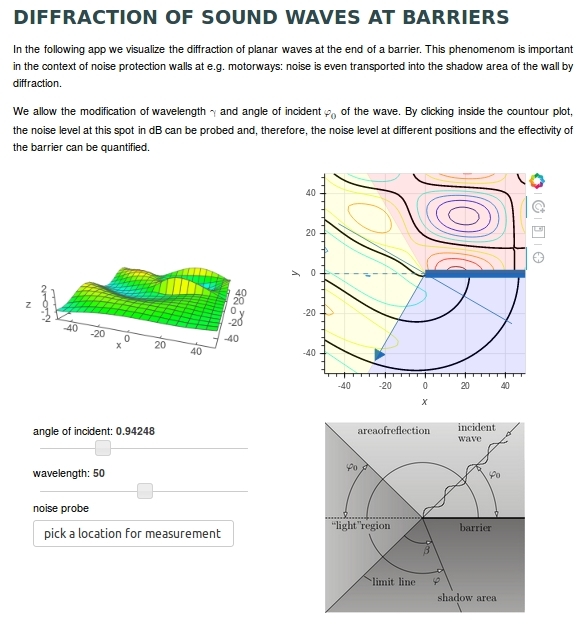 DIFFRACTION OF SOUND WAVES AT BARRIERS
In the following app we visualize the diffraction of planar waves at the end of a barrier. This phenomenom is important
in the context of noise protection walls at e.g. motorways: noise is even transported into the shadow area of the wall by
diffraction.
We allow the modification of wavelength γ and angle of incident φ₀ of the wave. By clicking inside the countour plot,
the noise level at this spot in dB can be probed and, therefore, the noise level at different positions and the effectivity of
the barrier can be quantified.
z
2
1
0
-1
-2
-40
-20
0
20
40
x
40
20
0
-20
-40
y
y
40
20
0
-20
-40
-40 -20 0 20 40
x
angle of incident: 0.94248
wavelength: 50
noise probe
pick a location for measurement
areaofreflection
incident
wave
φ₀
φ₀
"light"region
barrier
β
limit line
φ
shadow area